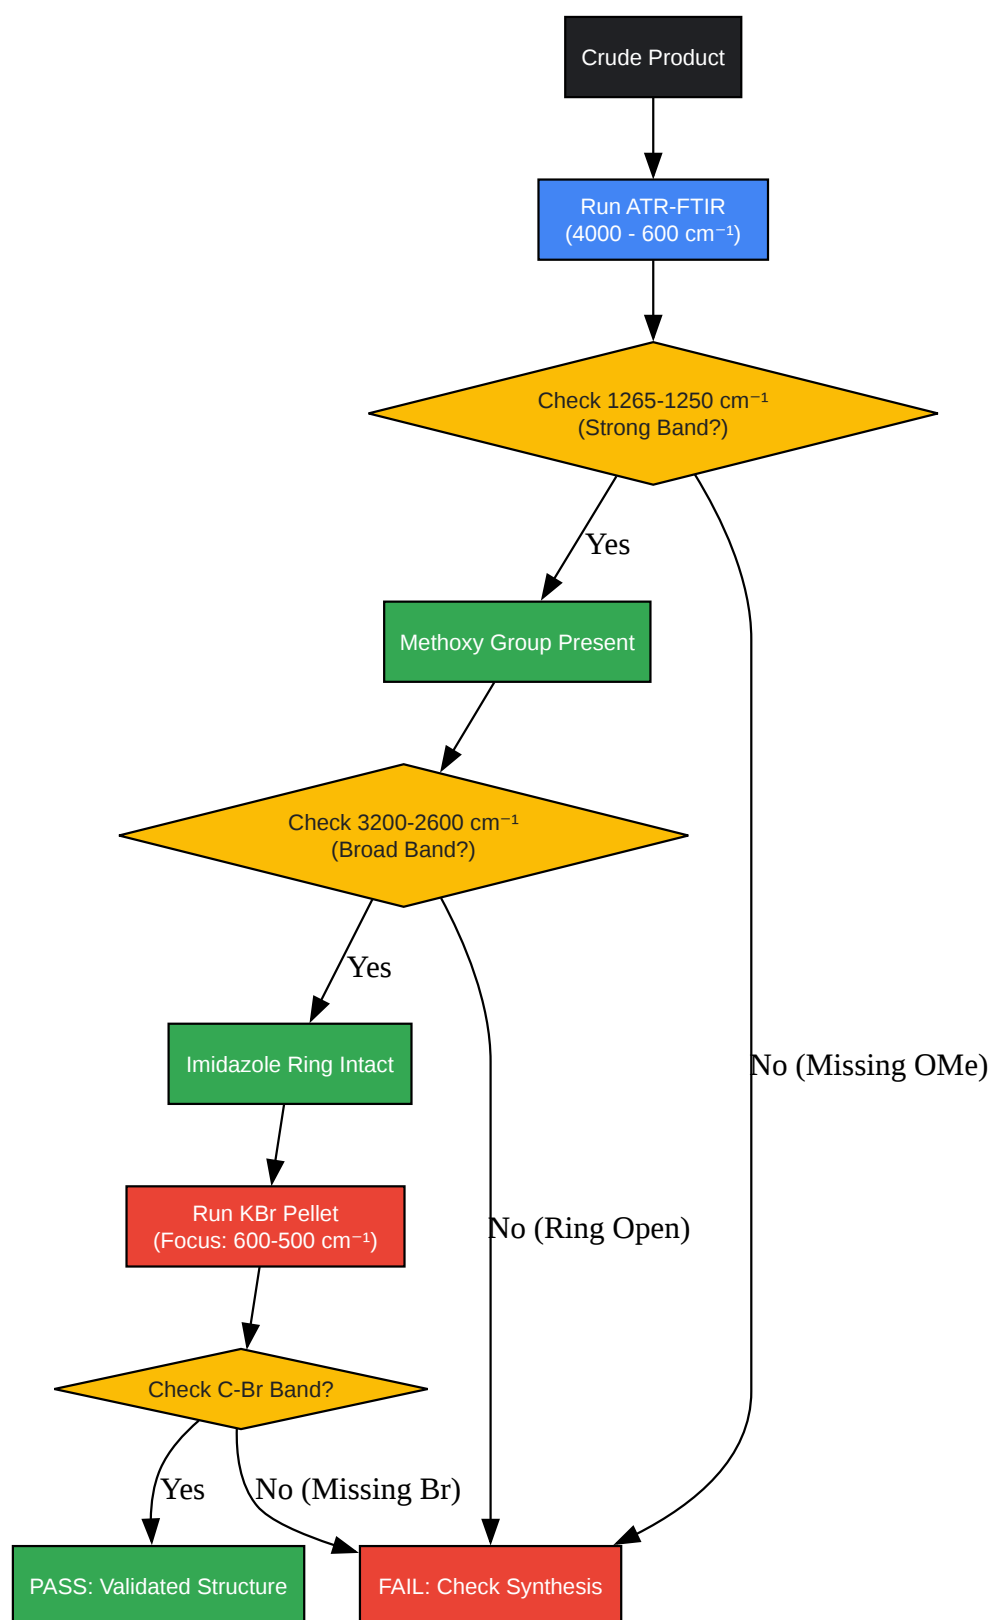 Crude Product
Run ATR-FTIR
(4000 - 600 cm⁻¹)
Check 1265-1250 cm⁻¹
(Strong Band?)
Yes
Methoxy Group Present
Check 3200-2600 cm⁻¹
(Broad Band?)
Yes
Imidazole Ring Intact
No (Missing OMe)
Run KBr Pellet
(Focus: 600-500 cm⁻¹)
No (Ring Open)
Check C-Br Band?
Yes
No (Missing Br)
PASS: Validated Structure
FAIL: Check Synthesis